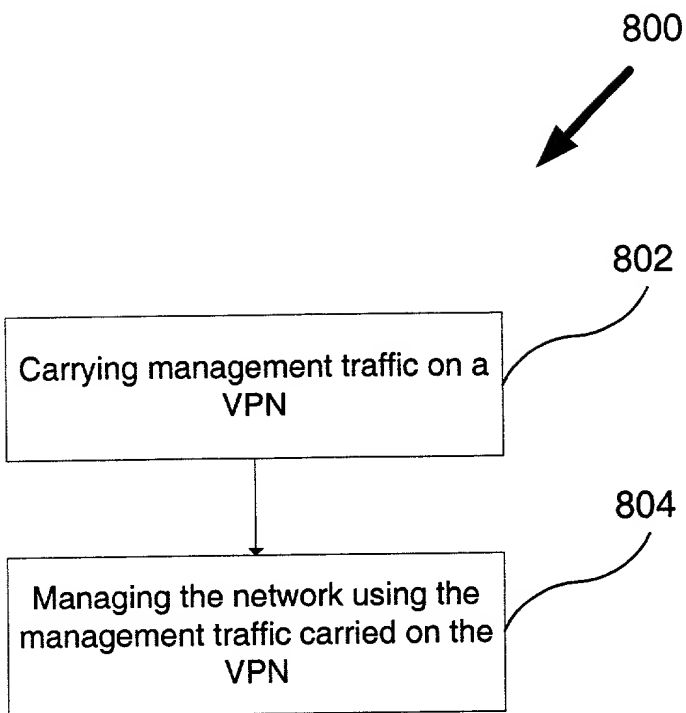 800
802
Carrying management traffic on a
VPN
804
Managing the network using the
management traffic carried on the
VPN